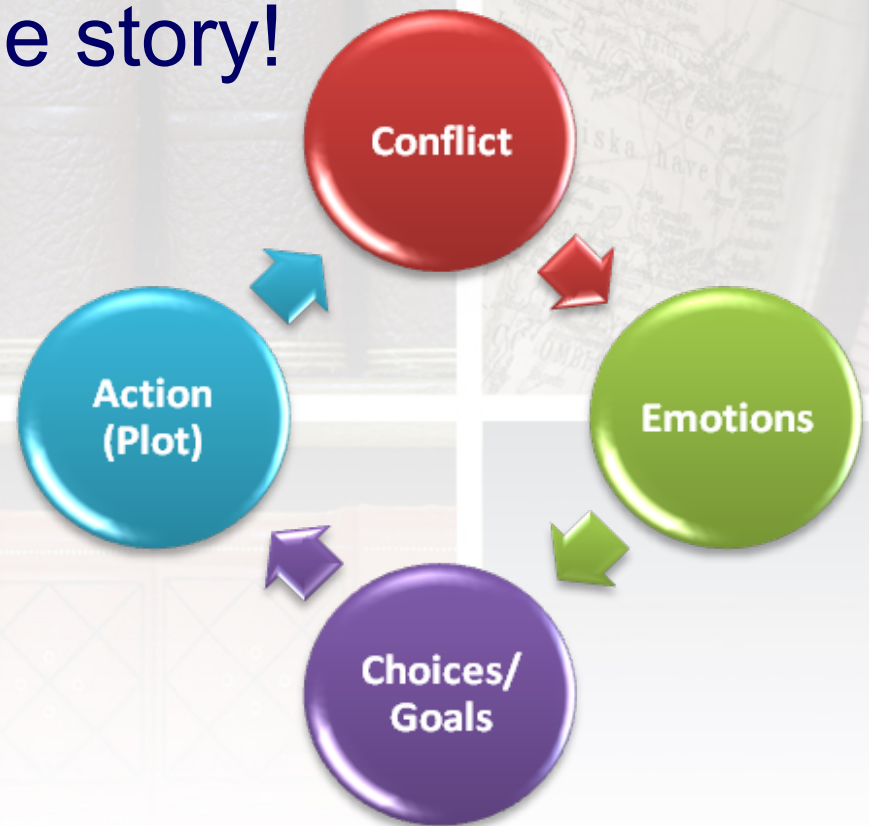 e story!
Conflict
Emotions
Choices/
Goals
Action
(Plot)